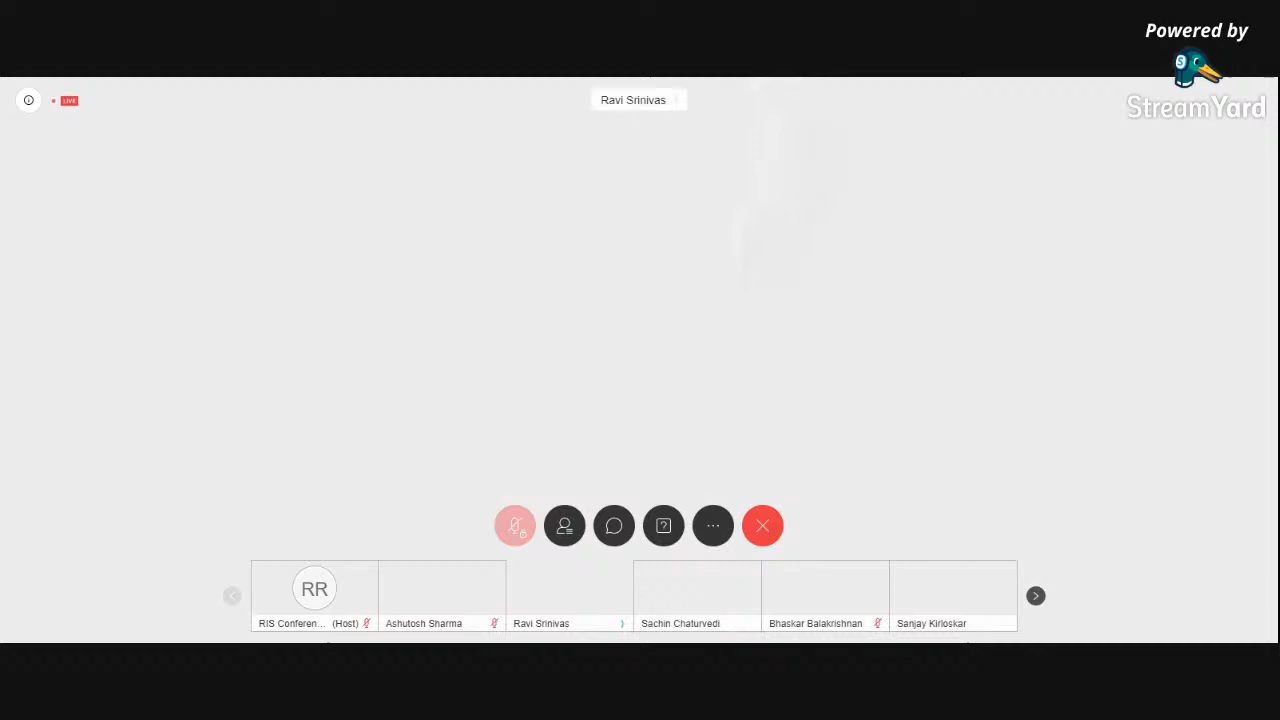 Powered by
StreamYard
LIVE
Ravi Srinivas
RR
RIS Conferen... (Host)
Ashutosh Sharma
Ravi Srinivas
Sachin Chaturvedi
Bhaskar Balakrishnan
Sanjay Kirloskar